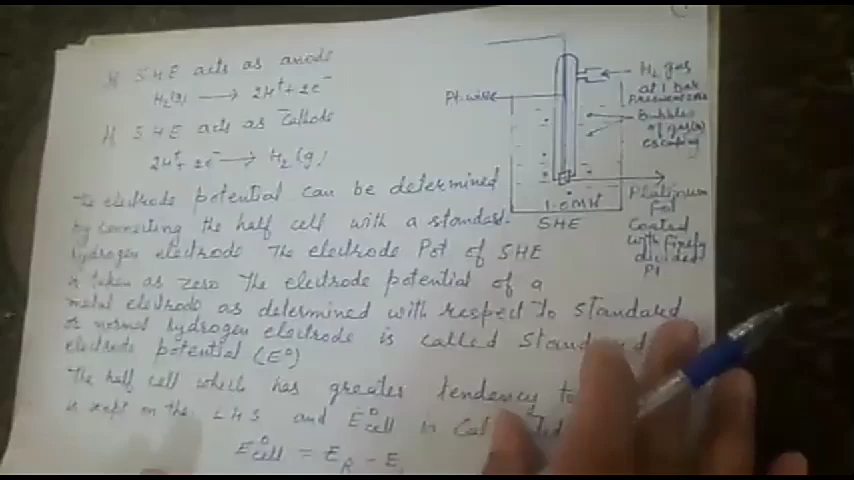 If SHE acts as anode
H2(g) → 2H+ + 2e-
If SHE acts as Cathode
2H+ + 2e- → H2(g)
The electrode potential can be determined
by connecting the half cell with a standard
hydrogen electrode The electrode Pot of SHE
is taken as zero The electrode potential of a
metal electrode as determined with respect to standard
or normal hydrogen electrode is called Standard
electrode potential (E°)
The half cell which has greater tendency to
is kept on the LHS and E°cell is
E°cell = ER - E
Pt-wire
H2 gas
at 1 bar
pressure
Bubbles
of gas
escaping
1.0M H+
SHE
Platinum
foil
Coated
with finely
divided
Pt